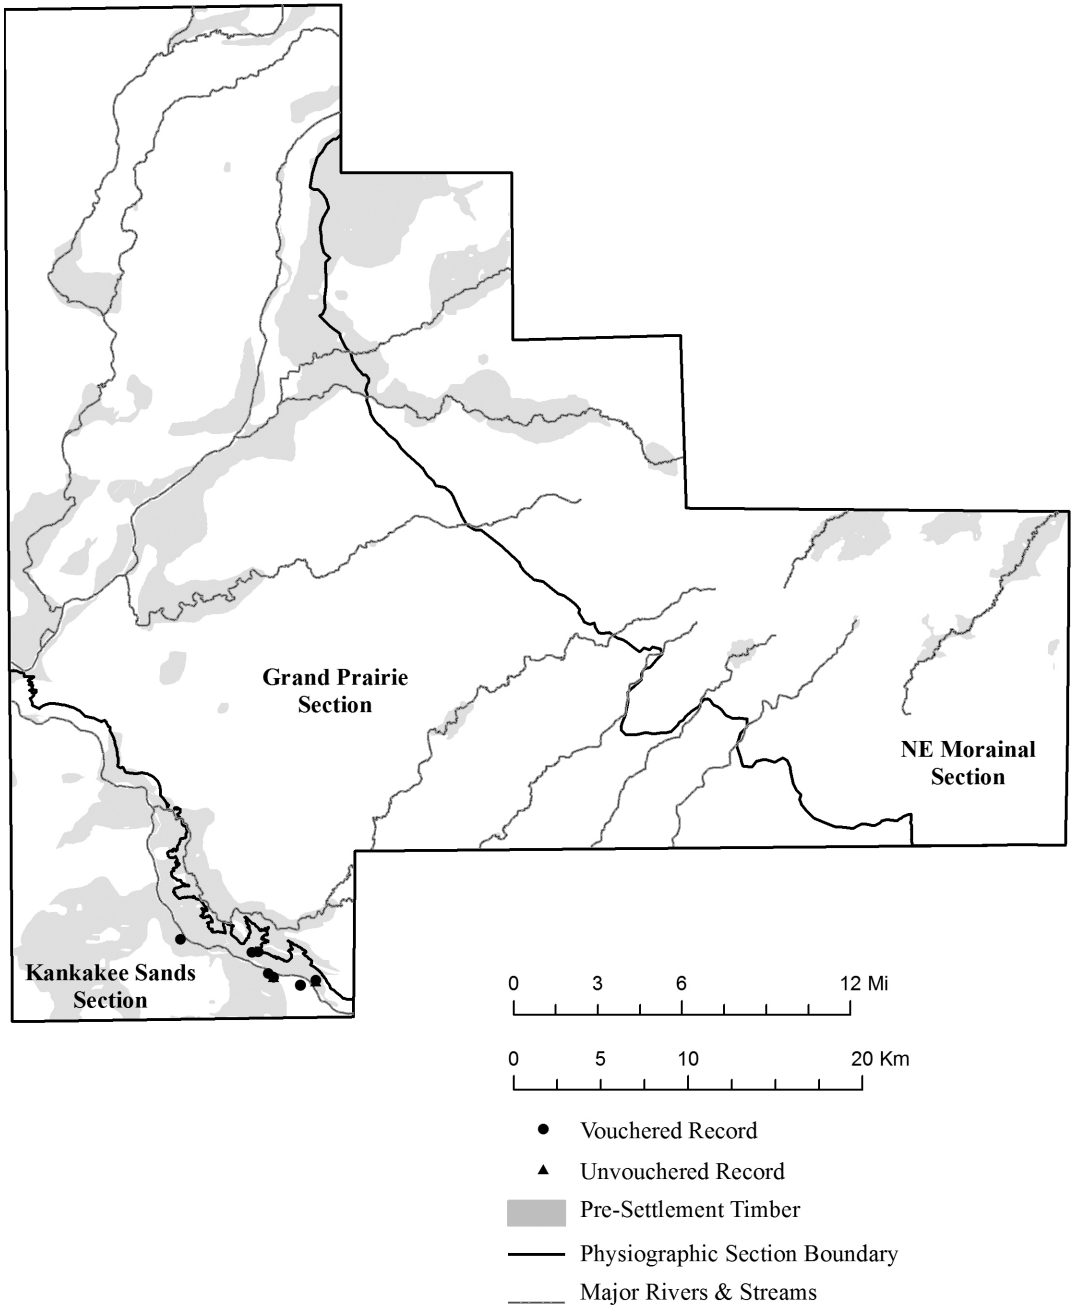 Grand Prairie
Section
NE Morainal
Section
Kankakee Sands
Section
0 3 6 12 Mi
0 5 10 20 Km
Vouchered Record
Unvouchered Record
Pre-Settlement Timber
Physiographic Section Boundary
Major Rivers & Streams